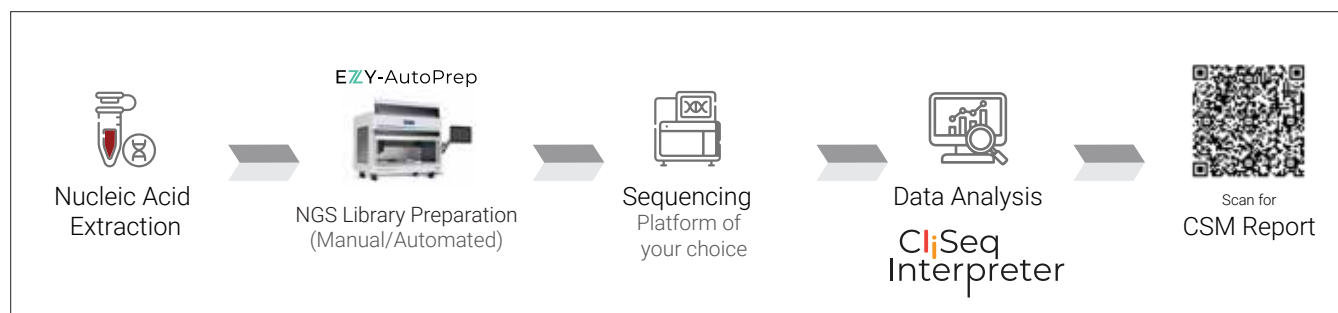 Nucleic Acid
Extraction
EZY-AutoPrep
NGS Library Preparation
(Manual/Automated)
Sequencing
Platform of
your choice
Data Analysis
CliSeq
Interpreter
Scan for
CSM Report